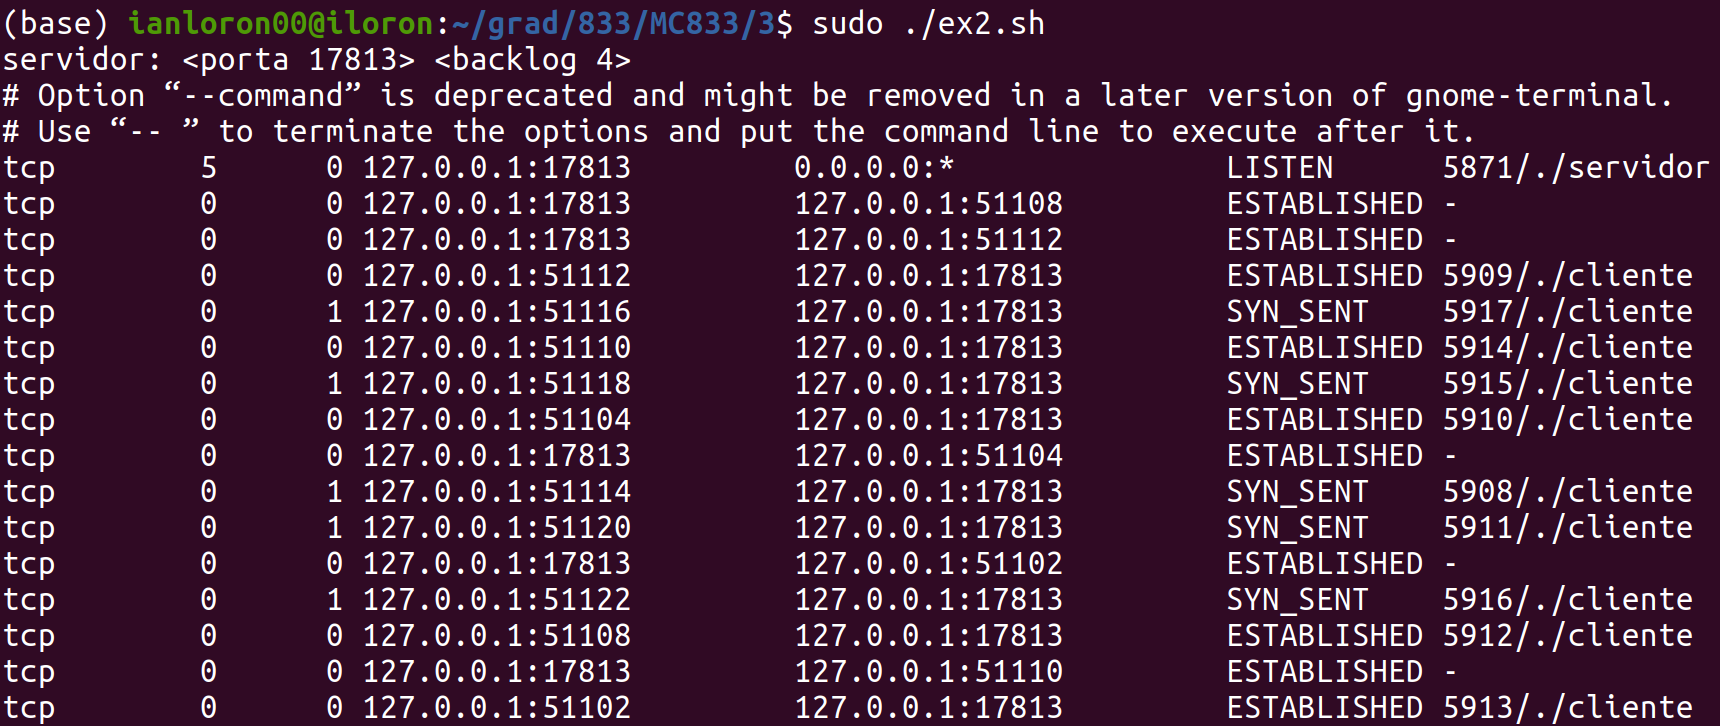 (base) ianloron00@iloron:~/grad/833/MC833/3$ sudo ./ex2.sh
servidor: <porta 17813> <backlog 4>
# Option “--command” is deprecated and might be removed in a later version of gnome-terminal.
# Use “-- ” to terminate the options and put the command line to execute after it.
tcp        5      0 127.0.0.1:17813         0.0.0.0:*               LISTEN      5871/./servidor
tcp        0      0 127.0.0.1:17813         127.0.0.1:51108         ESTABLISHED -
tcp        0      0 127.0.0.1:17813         127.0.0.1:51112         ESTABLISHED -
tcp        0      0 127.0.0.1:51112         127.0.0.1:17813         ESTABLISHED 5909/./cliente
tcp        0      1 127.0.0.1:51116         127.0.0.1:17813         SYN_SENT    5917/./cliente
tcp        0      0 127.0.0.1:51110         127.0.0.1:17813         ESTABLISHED 5914/./cliente
tcp        0      1 127.0.0.1:51118         127.0.0.1:17813         SYN_SENT    5915/./cliente
tcp        0      0 127.0.0.1:51104         127.0.0.1:17813         ESTABLISHED 5910/./cliente
tcp        0      0 127.0.0.1:17813         127.0.0.1:51104         ESTABLISHED -
tcp        0      1 127.0.0.1:51114         127.0.0.1:17813         SYN_SENT    5908/./cliente
tcp        0      1 127.0.0.1:51120         127.0.0.1:17813         SYN_SENT    5911/./cliente
tcp        0      0 127.0.0.1:17813         127.0.0.1:51102         ESTABLISHED -
tcp        0      1 127.0.0.1:51122         127.0.0.1:17813         SYN_SENT    5916/./cliente
tcp        0      0 127.0.0.1:51108         127.0.0.1:17813         ESTABLISHED 5912/./cliente
tcp        0      0 127.0.0.1:17813         127.0.0.1:51110         ESTABLISHED -
tcp        0      0 127.0.0.1:51102         127.0.0.1:17813         ESTABLISHED 5913/./cliente